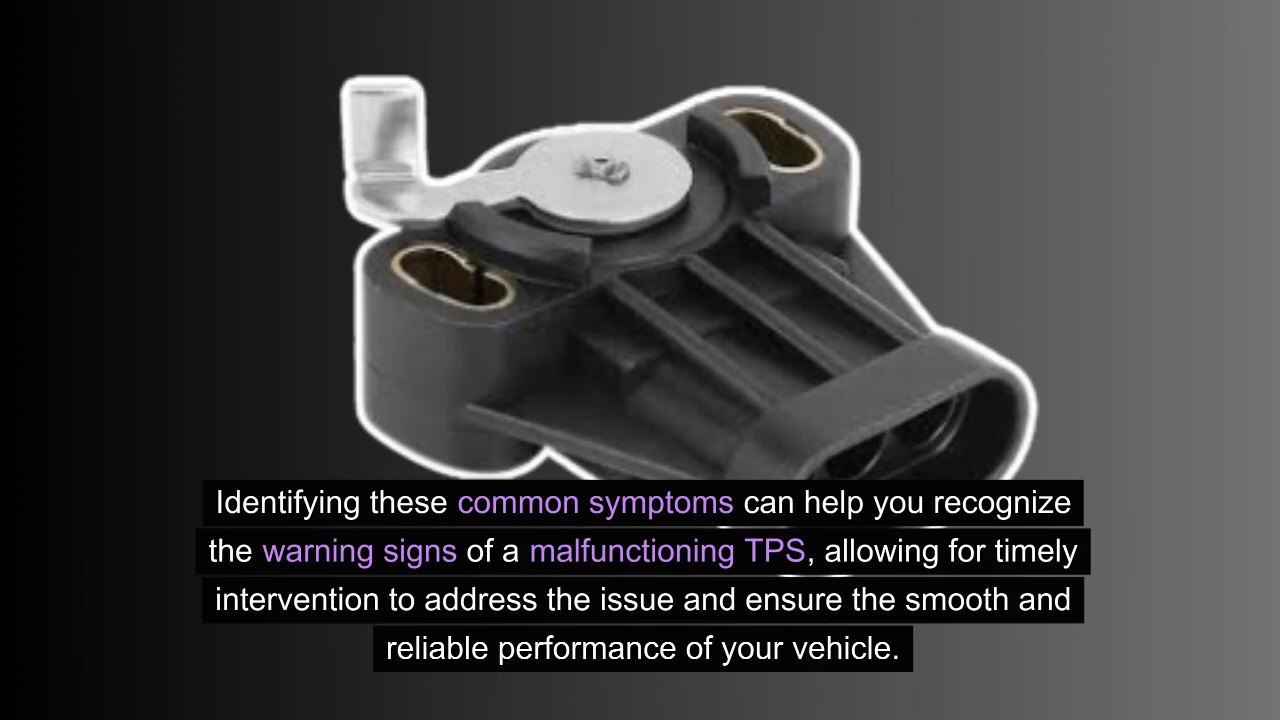 Identifying these common symptoms can help you recognize
the warning signs of a malfunctioning TPS, allowing for timely
intervention to address the issue and ensure the smooth and
reliable performance of your vehicle.